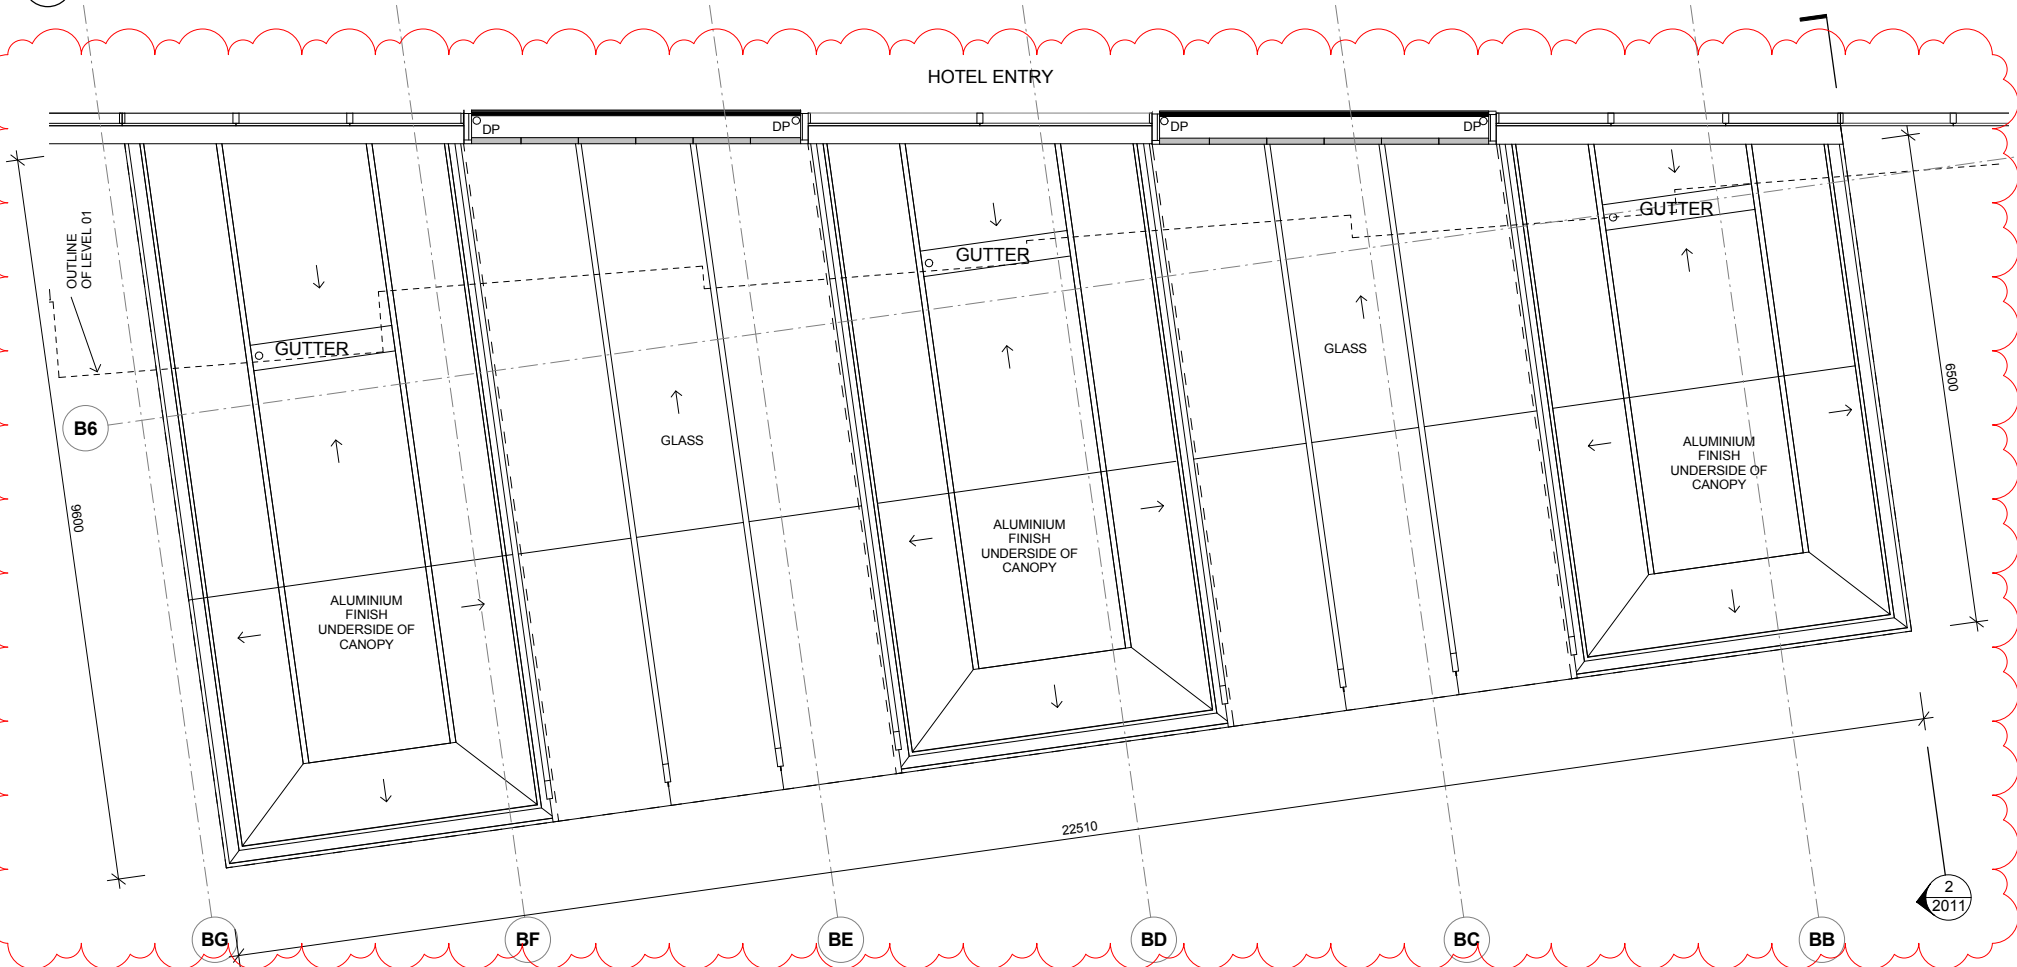 HOTEL ENTRY
DP
DP
DP
DP
OUTLINE
OF LEVEL 01
GUTTER
GUTTER
GUTTER
B6
GLASS
GLASS
9600
6500
ALUMINIUM
FINISH
UNDERSIDE OF
CANOPY
ALUMINIUM
FINISH
UNDERSIDE OF
CANOPY
ALUMINIUM
FINISH
UNDERSIDE OF
CANOPY
22510
2
2011
BG
BF
BE
BD
BC
BB